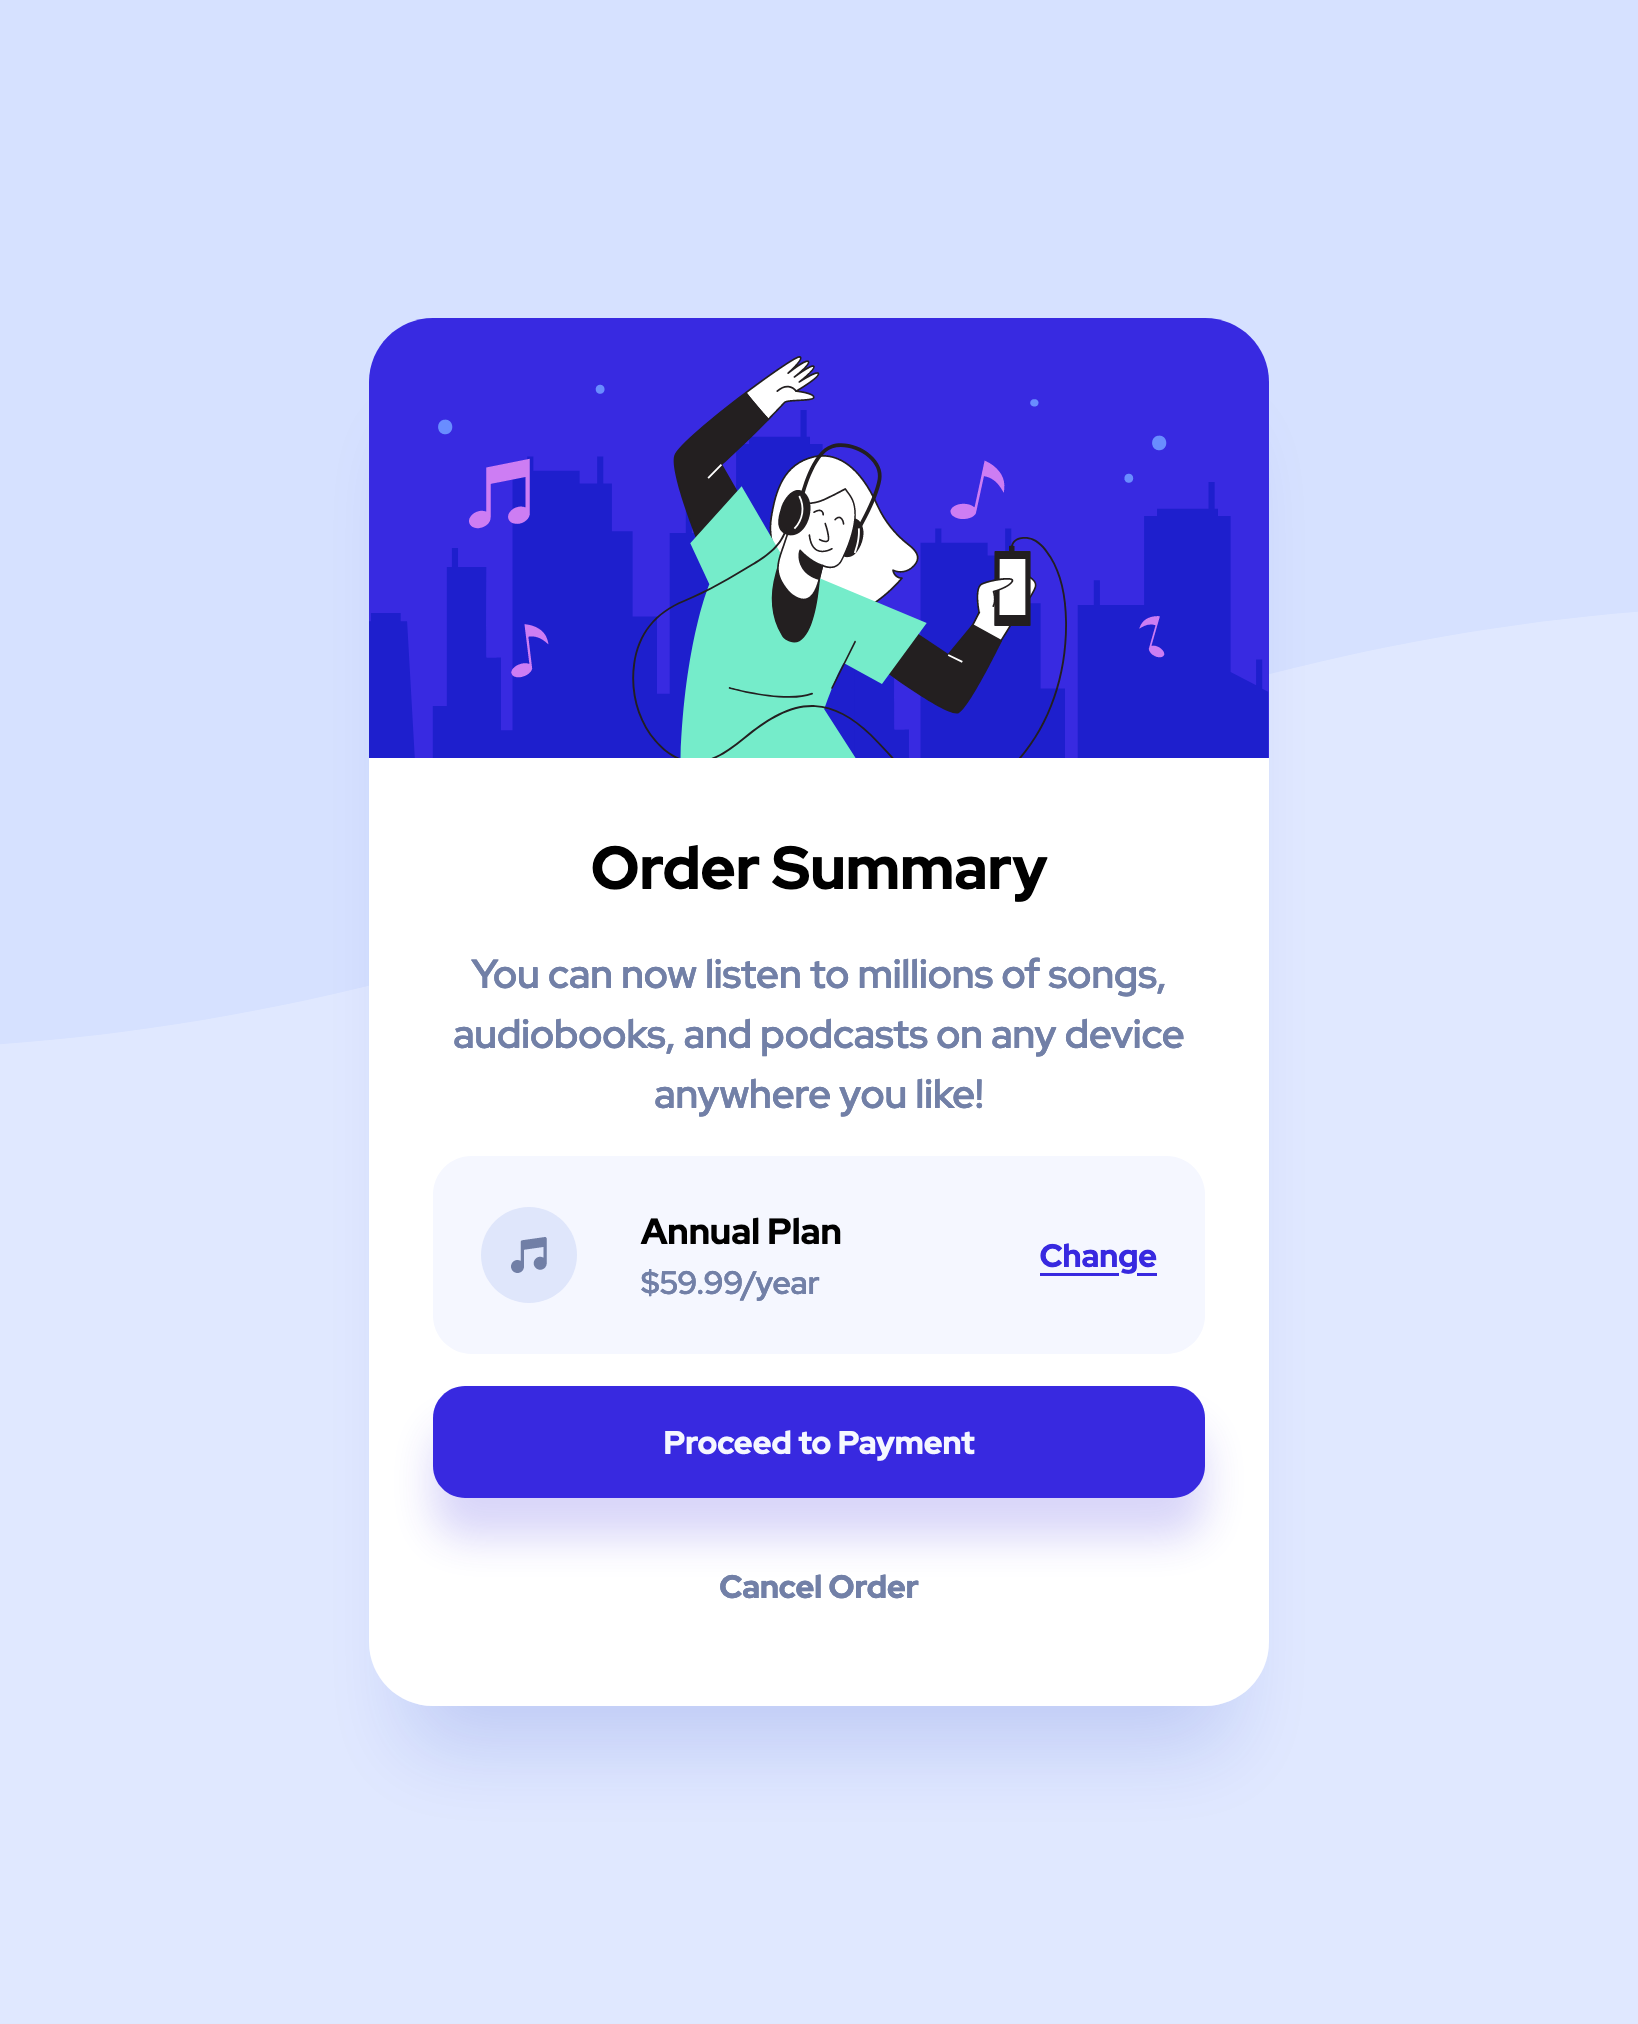 Order Summary
You can now listen to millions of songs,
audiobooks, and podcasts on any device
anywhere you like!
Annual Plan
$59.99/year
Change
Proceed to Payment
Cancel Order